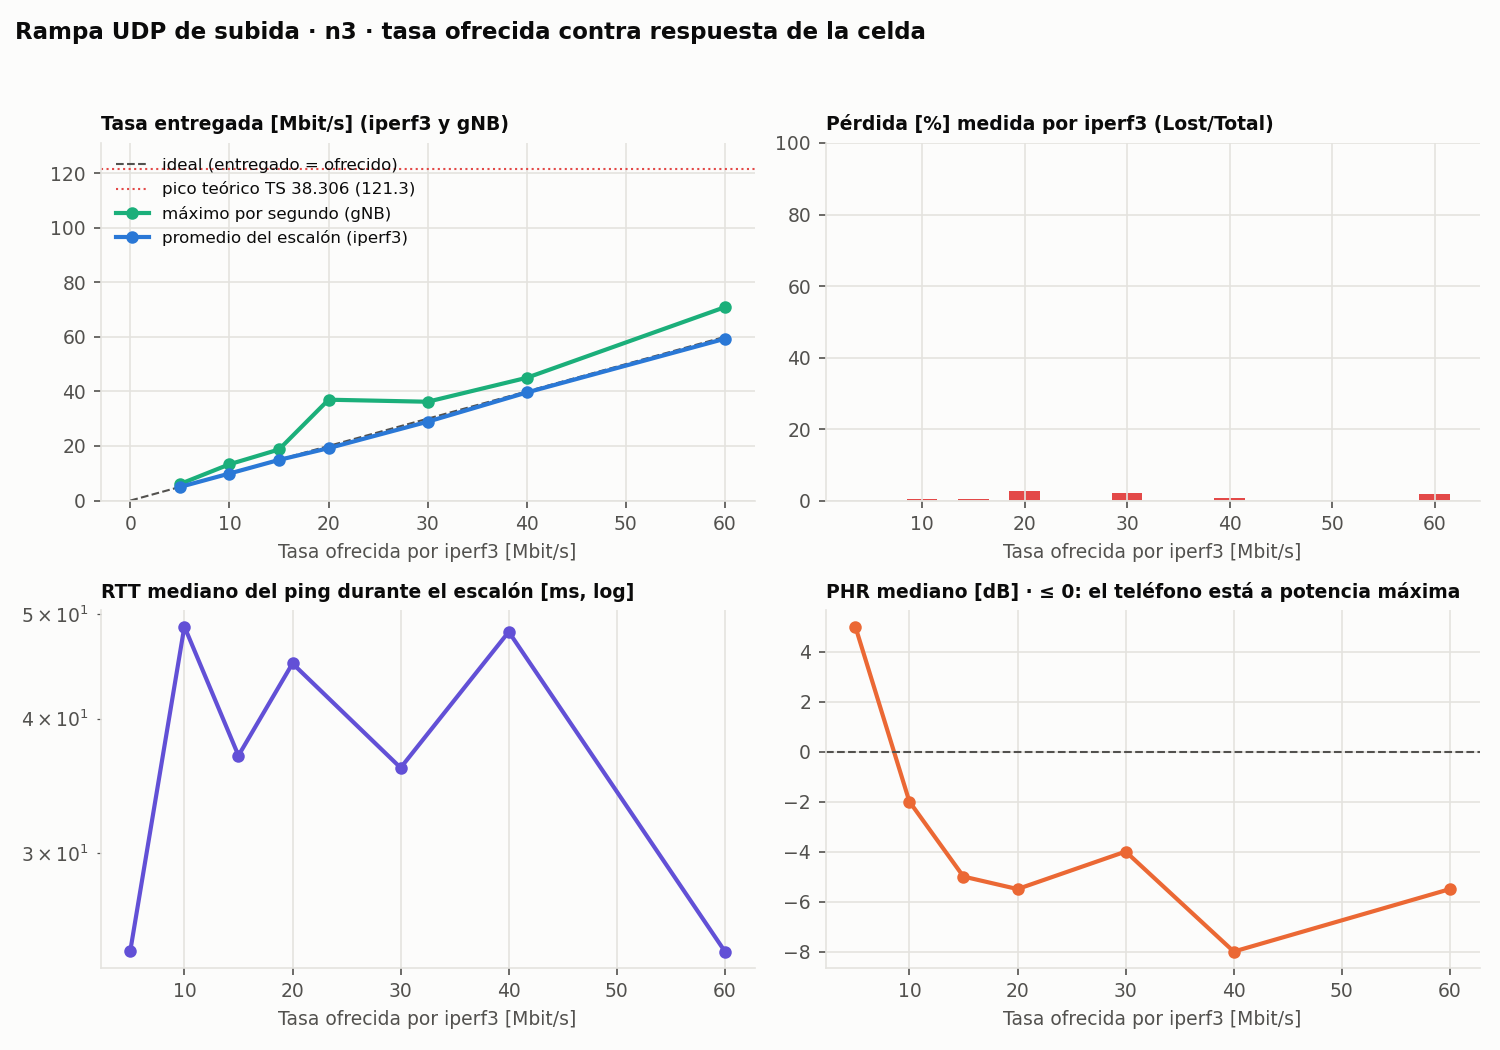 Rampa UDP de subida · n3 · tasa ofrecida contra respuesta de la celda
Tasa entregada [Mbit/s] (iperf3 y gNB)
ideal (entregado = ofrecido)
pico teórico TS 38.306 (121.3)
máximo por segundo (gNB)
promedio del escalón (iperf3)
120
100
80
60
40
20
0
0 10 20 30 40 50 60
Tasa ofrecida por iperf3 [Mbit/s]
Pérdida [%] medida por iperf3 (Lost/Total)
100
80
60
40
20
0
10 20 30 40 50 60
Tasa ofrecida por iperf3 [Mbit/s]
RTT mediano del ping durante el escalón [ms, log]
5 × 10¹
4 × 10¹
3 × 10¹
10 20 30 40 50 60
Tasa ofrecida por iperf3 [Mbit/s]
PHR mediano [dB] · ≤ 0: el teléfono está a potencia máxima
4
2
0
−2
−4
−6
−8
10 20 30 40 50 60
Tasa ofrecida por iperf3 [Mbit/s]